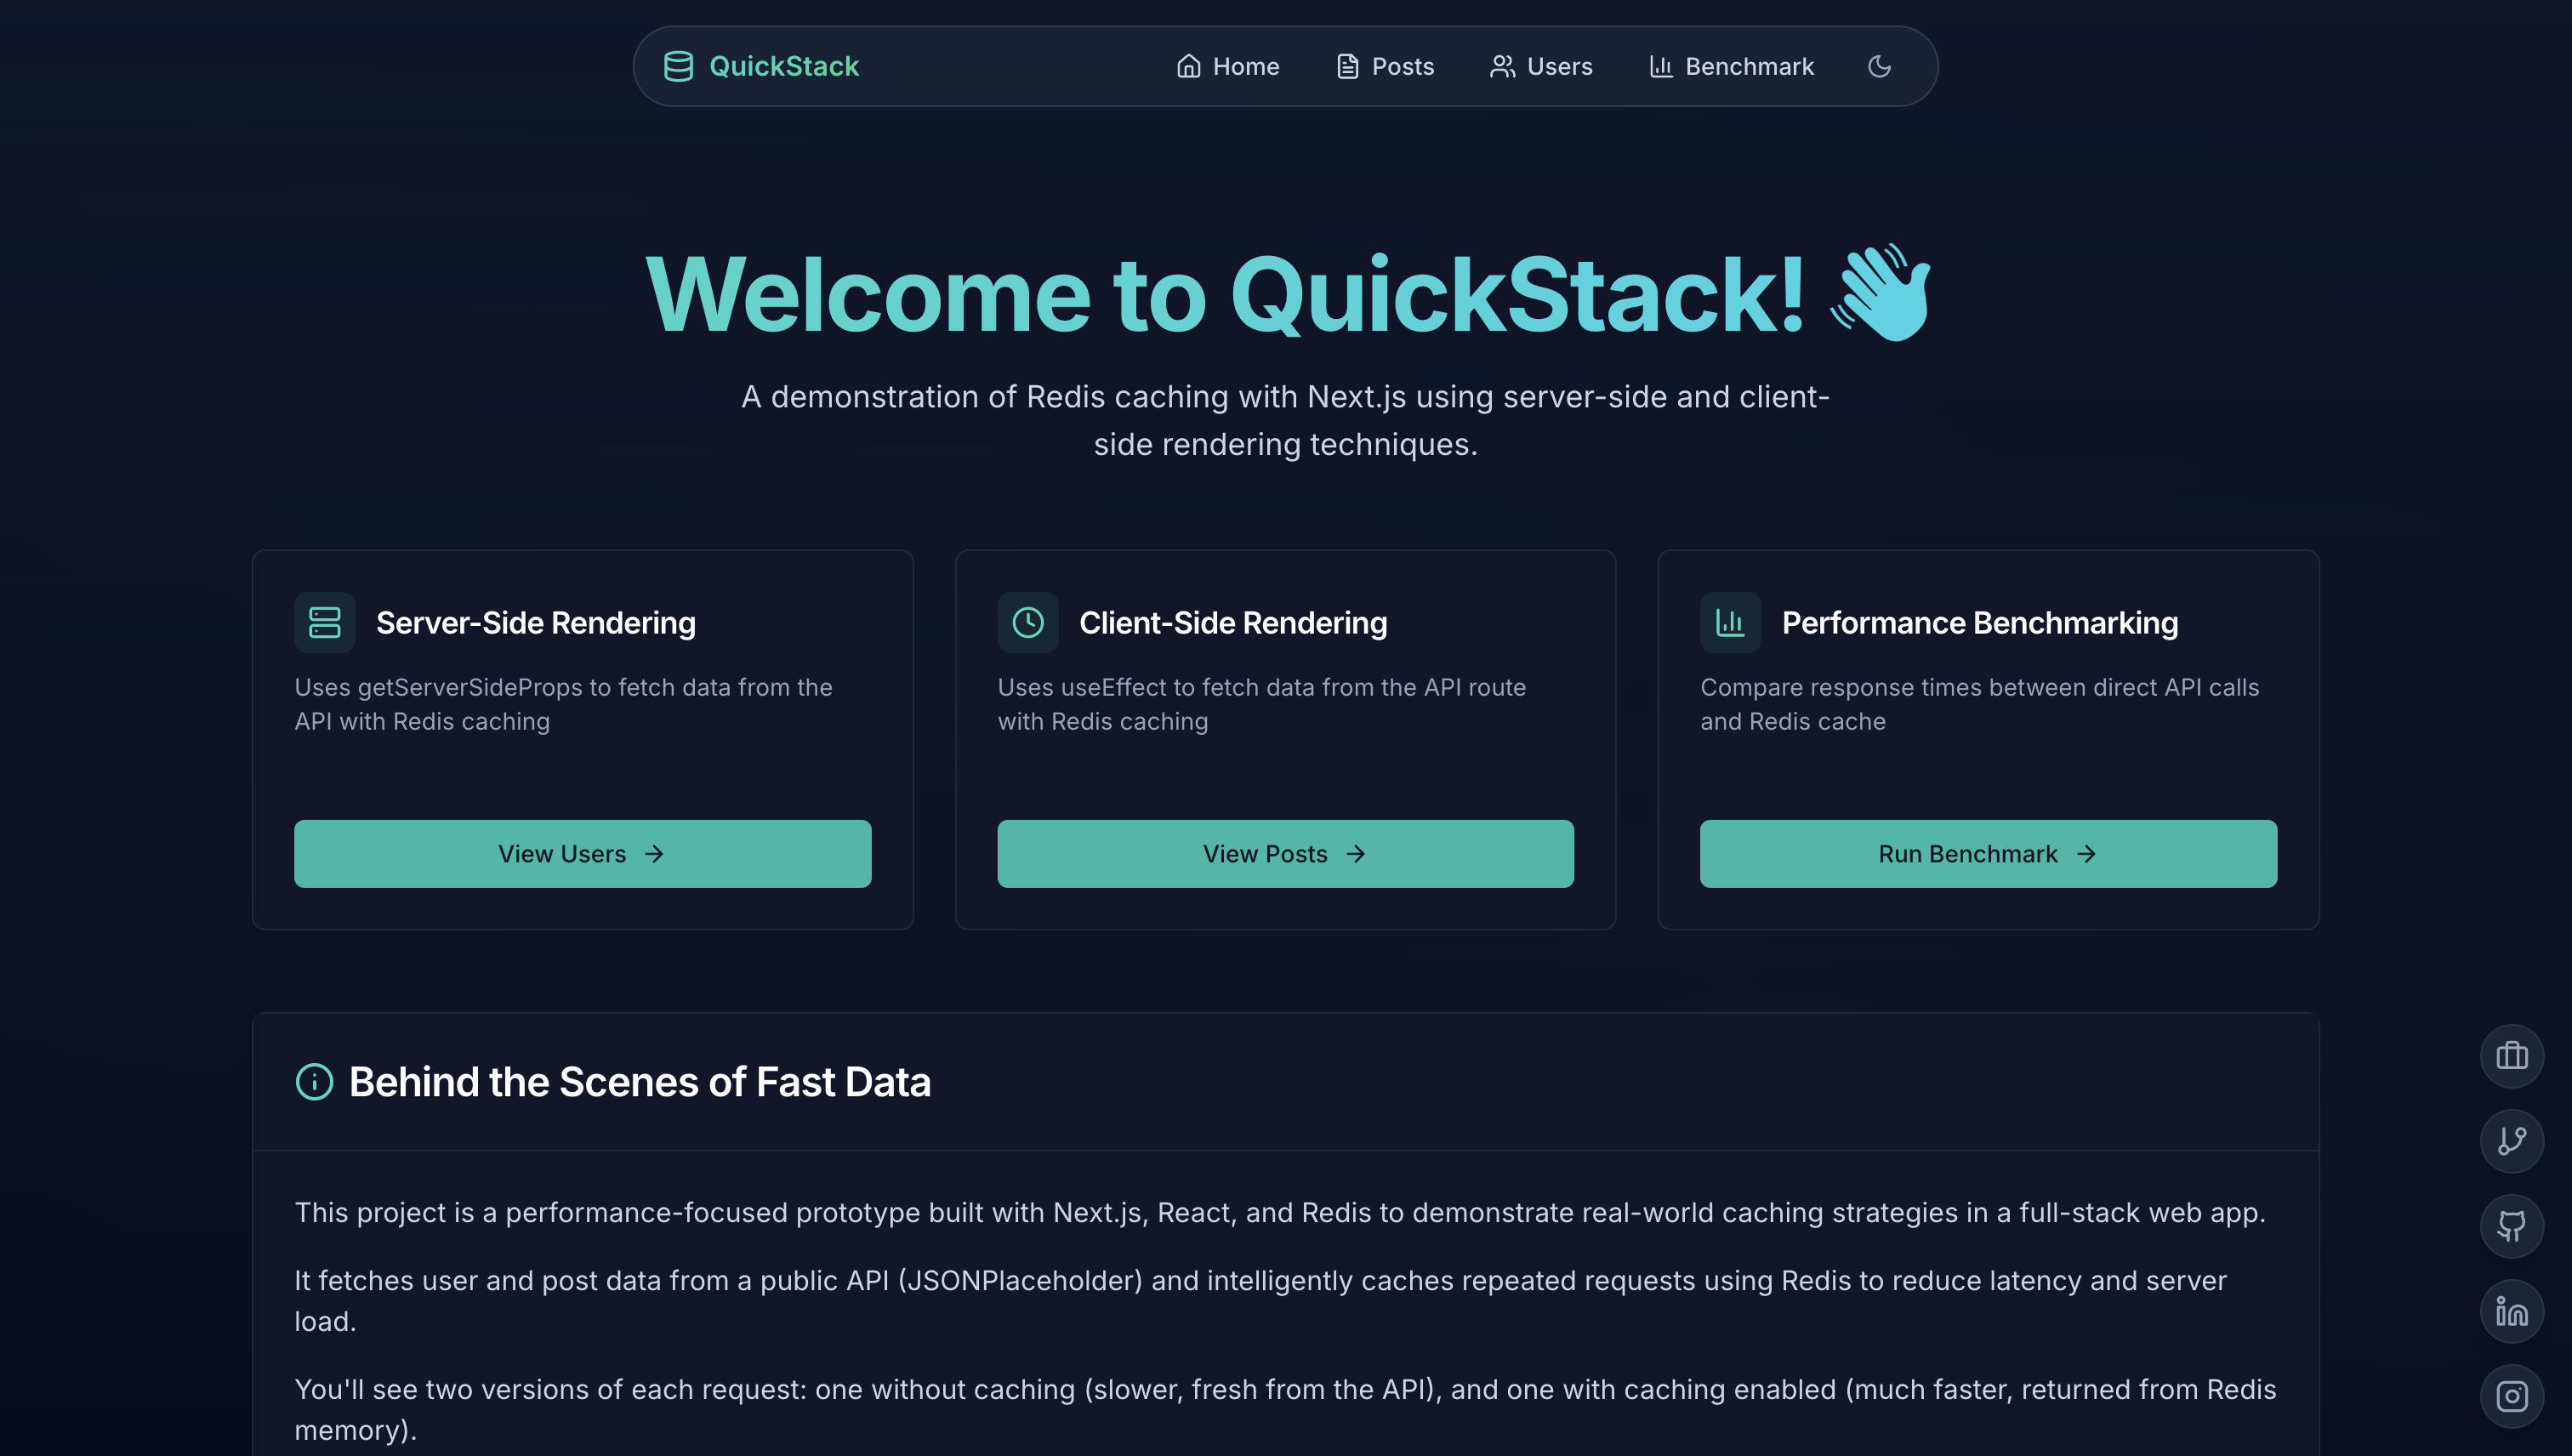 QuickStack
Home
Posts
Users
Benchmark
Welcome to QuickStack! 👋
A demonstration of Redis caching with Next.js using server-side and client-
side rendering techniques.
Server-Side Rendering
Uses getServerSideProps to fetch data from the
API with Redis caching
View Users →
Client-Side Rendering
Uses useEffect to fetch data from the API route
with Redis caching
View Posts →
Performance Benchmarking
Compare response times between direct API calls
and Redis cache
Run Benchmark →
Behind the Scenes of Fast Data
This project is a performance-focused prototype built with Next.js, React, and Redis to demonstrate real-world caching strategies in a full-stack web app.
It fetches user and post data from a public API (JSONPlaceholder) and intelligently caches repeated requests using Redis to reduce latency and server
load.
You'll see two versions of each request: one without caching (slower, fresh from the API), and one with caching enabled (much faster, returned from Redis
memory).